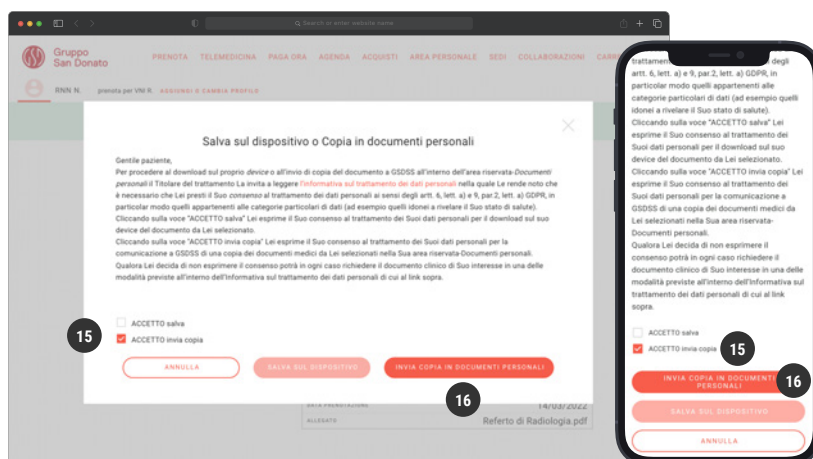 Search or enter website name
Gruppo
San Donato
PRENOTA TELEMEDICINA PAGA ORA AGENDA ACQUISTI AREA PERSONALE SEDI COLLABORAZIONI
RNN N. prenota per VNI R. AGGIUNGI E CAMBIA PROFILO
Salva sul dispositivo o Copia in documenti personali
Gentile paziente,
Per procedere al download sul proprio device o all'invio di copia del documento a GSDSS all'interno dell'area riservata-Documenti
personali il Titolare del trattamento La invita a leggere l'informativa sul trattamento dei dati personali nella quale Le rende noto che
è necessario che Lei presti il Suo consenso al trattamento dei dati personali ai sensi degli artt. 6, lett. a) e 9, par.2, lett. a) GDPR, in
particolar modo quelli appartenenti alle categorie particolari di dati (ad esempio quelli idonei a rivelare il Suo stato di salute).
Cliccando sulla voce "ACCETTO salva" Lei esprime il Suo consenso al trattamento dei Suoi dati personali per il download sul suo
device del documento da Lei selezionato.
Cliccando sulla voce "ACCETTO invia copia" Lei esprime il Suo consenso al trattamento dei Suoi dati personali per la
comunicazione a GSDSS di una copia dei documenti medici da Lei selezionati nella Sua area riservata-Documenti personali.
Qualora Lei decida di non esprimere il consenso potrà in ogni caso richiedere il documento clinico di Suo interesse in una delle
modalità previste all'interno dell'Informativa sul trattamento dei dati personali di cui al link sopra.
15
ACCETTO salva
ACCETTO invia copia
ANNULLA
SALVA SUL DISPOSITIVO
INVIA COPIA IN DOCUMENTI PERSONALI
16
DATA PRENOTAZIONE 14/03/2022
ALLEGATO Referto di Radiologia.pdf
degli
artt. 6, lett. a) e 9, par.2, lett. a) GDPR, in
particolar modo quelli appartenenti alle
categorie particolari di dati (ad esempio quelli
idonei a rivelare il Suo stato di salute).
Cliccando sulla voce "ACCETTO salva" Lei
esprime il Suo consenso al trattamento dei
Suoi dati personali per il download sul suo
device del documento da Lei selezionato.
Cliccando sulla voce "ACCETTO invia copia" Lei
esprime il Suo consenso al trattamento dei
Suoi dati personali per la comunicazione a
GSDSS di una copia dei documenti medici da
Lei selezionati nella Sua area riservata-
Documenti personali.
Qualora Lei decida di non esprimere il
consenso potrà in ogni caso richiedere il
documento clinico di Suo interesse in una delle
modalità previste all'interno dell'Informativa sul
trattamento dei dati personali di cui al link
sopra.
ACCETTO salva
ACCETTO invia copia
15
INVIA COPIA IN DOCUMENTI
PERSONALI
16
SALVA SUL DISPOSITIVO
ANNULLA